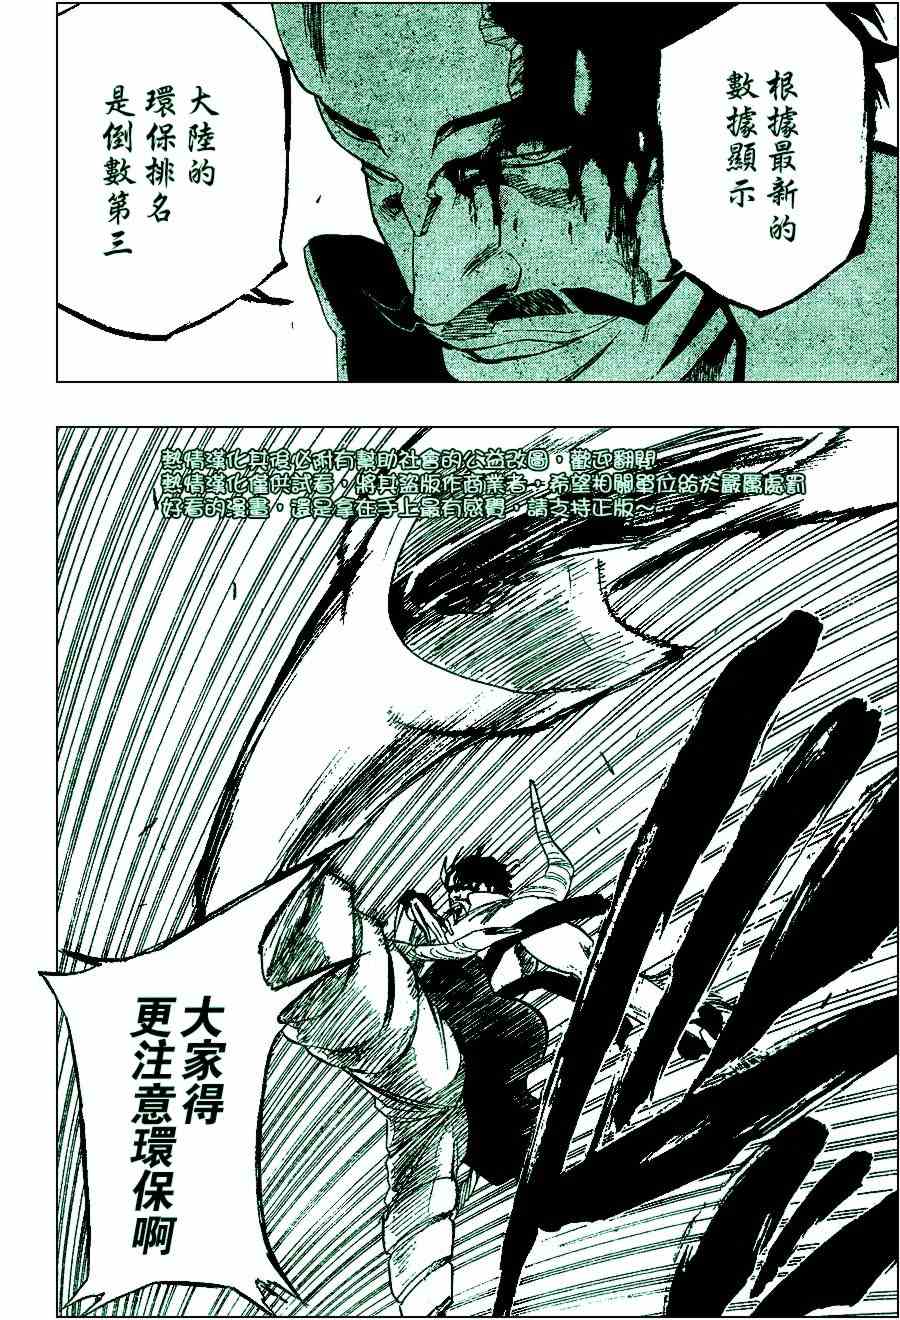 根據最新的
數據顯示
大陸的
環保排名
是倒數第三
熱情漢化其後必附有幫助社會的公益改圖，歡迎翻閱
熱情漢化僅供試看，將其盜版作商業者，希望相關單位給於嚴厲處罰
好看的漫畫，還是拿在手上最有感覺，請支持正版～
大家得
更注意環保啊